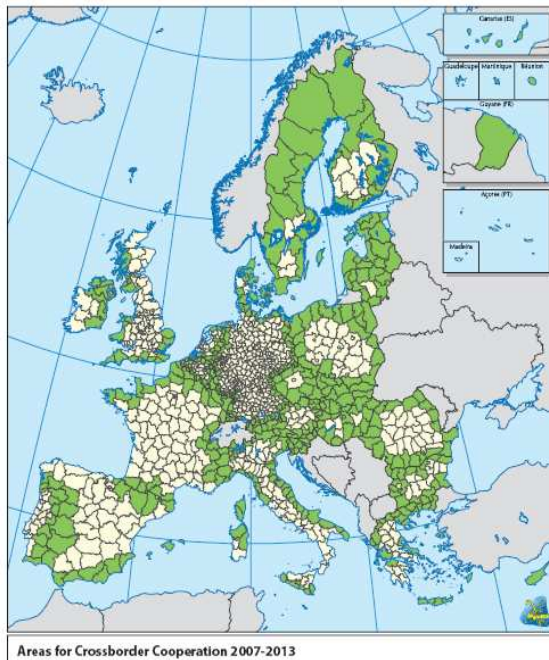 Canarias (ES)
Guadeloupe Martinique Réunion
Guyane (FR)
Açores (PT)
Madeira
Areas for Crossborder Cooperation 2007-2013